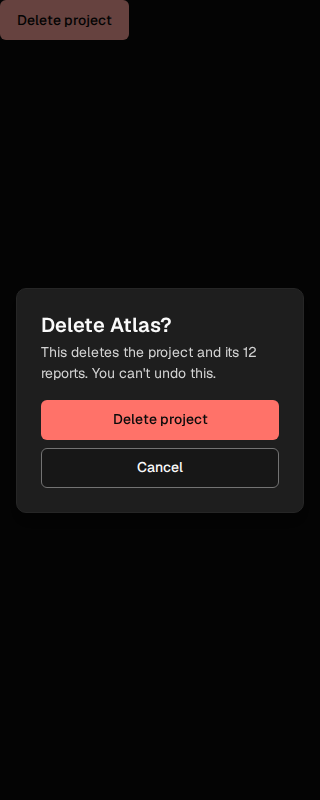 Delete project
Delete Atlas?
This deletes the project and its 12
reports. You can't undo this.
Delete project
Cancel